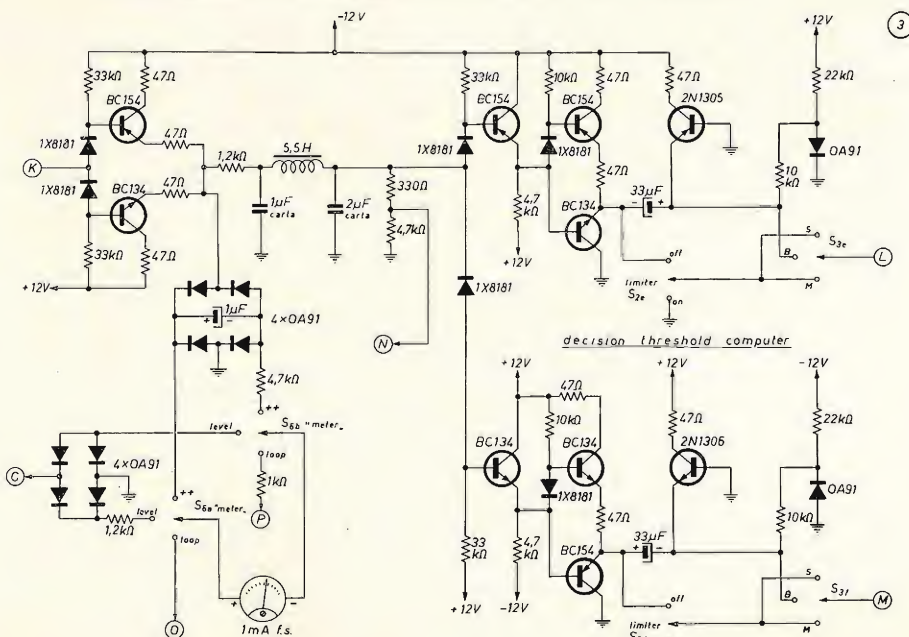 -12V
+12V
3
33kΩ
47Ω
33kΩ
10kΩ
47Ω
47Ω
22kΩ
BC154
BC154
BC154
2N1305
1X8181
47Ω
5,5H
1X8181
1X8181
OA91
K
1,2kΩ
47Ω
10
kΩ
1X8181
BC134
47Ω
1µF
carta
2µF
carta
330Ω
4,7
kΩ
BC134
33µF
- +
4,7kΩ
33kΩ
47Ω
+12V
S
S3e
off
B
L
+12V
1X8181
limiter
S2e
M
1µF
+ -
4×OA91
on
N
decision threshold computer
+12V
+12V
-12V
4,7kΩ
47Ω
47Ω
22kΩ
++
10kΩ
BC134
BC134
2N1306
level
S6b "meter"
4×OA91
loop
1X8181
OA91
C
++
1kΩ
47Ω
10kΩ
level
S6a "meter"
P
33
kΩ
4,7
kΩ
BC154
33µF
+ -
1,2kΩ
loop
S
off
B
S3f
M
+ -
+12V
-12V
limiter
M
O
1mA f.s.